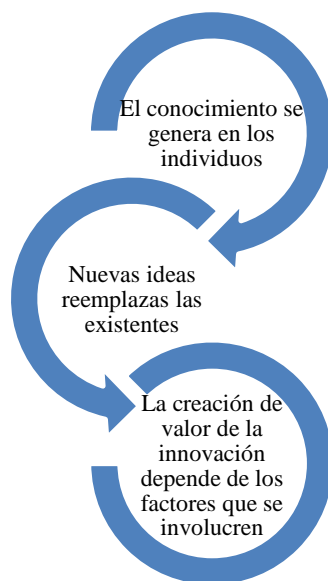 El conocimiento se
genera en los
individuos
Nuevas ideas
reemplazas las
existentes
La creación de
valor de la
innovación
depende de los
factores que se
involucren